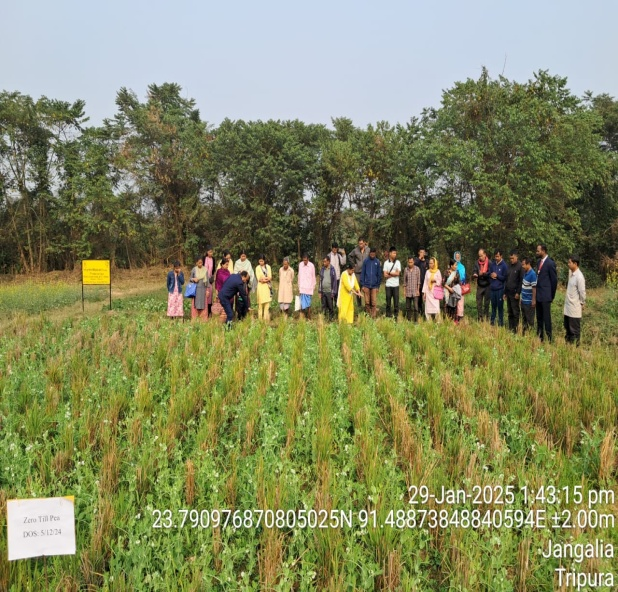 Zero Till Pea
DOS: 5/12/24
29-Jan-2025 1:43:15 pm
23.790976870805025N 91.48873848840594E ±2.00m
Jangalia
Tripura